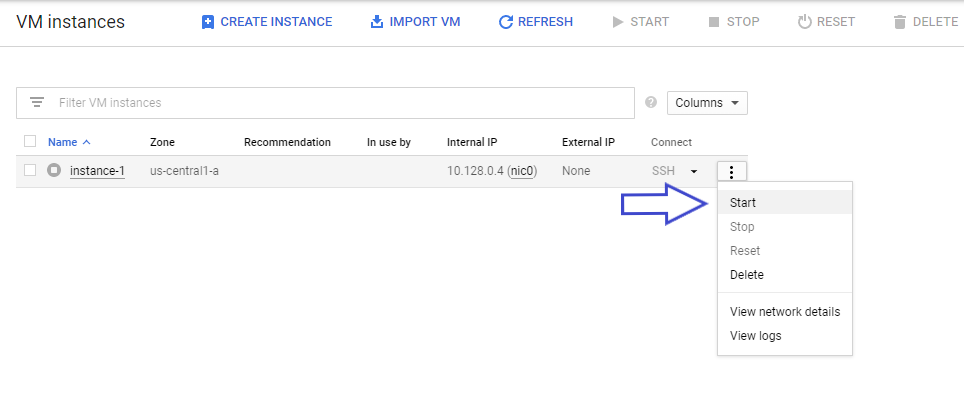 VM instances CREATE INSTANCE IMPORT VM REFRESH START STOP RESET DELETE
Filter VM instances ? Columns
Name Zone Recommendation In use by Internal IP External IP Connect
instance-1 us-central1-a 10.128.0.4 (nic0) None SSH
Start
Stop
Reset
Delete
View network details
View logs